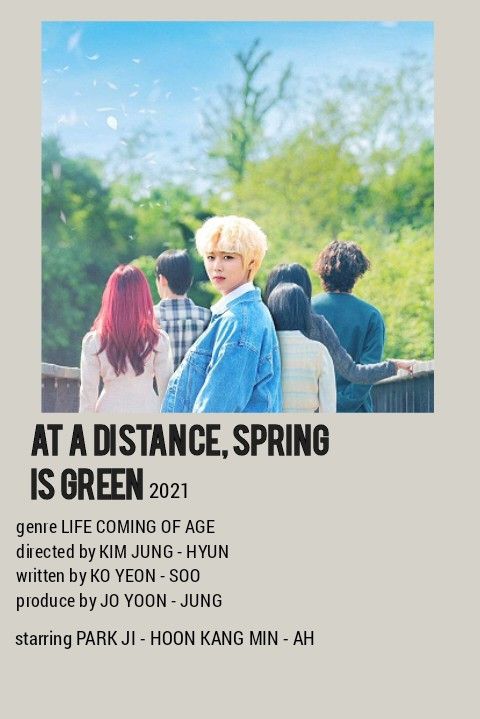 AT A DISTANCE, SPRING
IS GREEN 2021
genre LIFE COMING OF AGE
directed by KIM JUNG - HYUN
written by KO YEON - SOO
produce by JO YOON - JUNG
starring PARK JI - HOON KANG MIN - AH